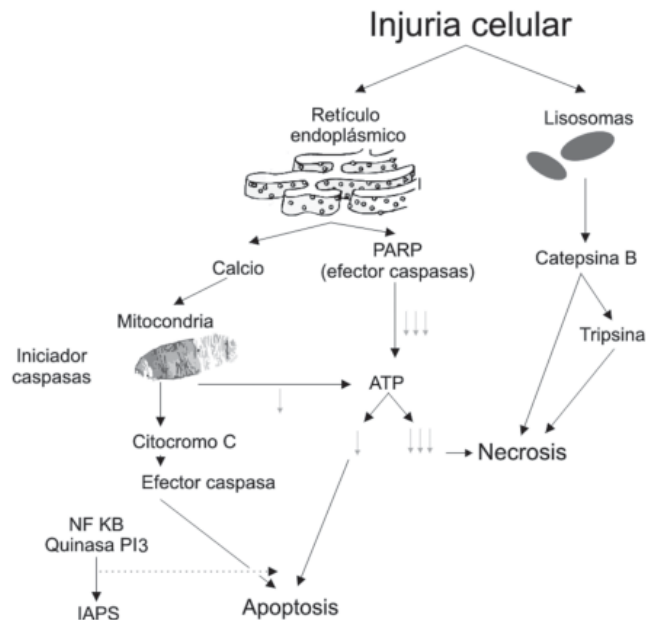 Injuria celular
Retículo
endoplásmico
Lisosomas
Calcio
PARP
(efector caspasas)
Catepsina B
Mitocondria
Iniciador
caspasas
Tripsina
ATP
Citocromo C
Necrosis
Efector caspasa
NF KB
Quinasa PI3
IAPS
Apoptosis